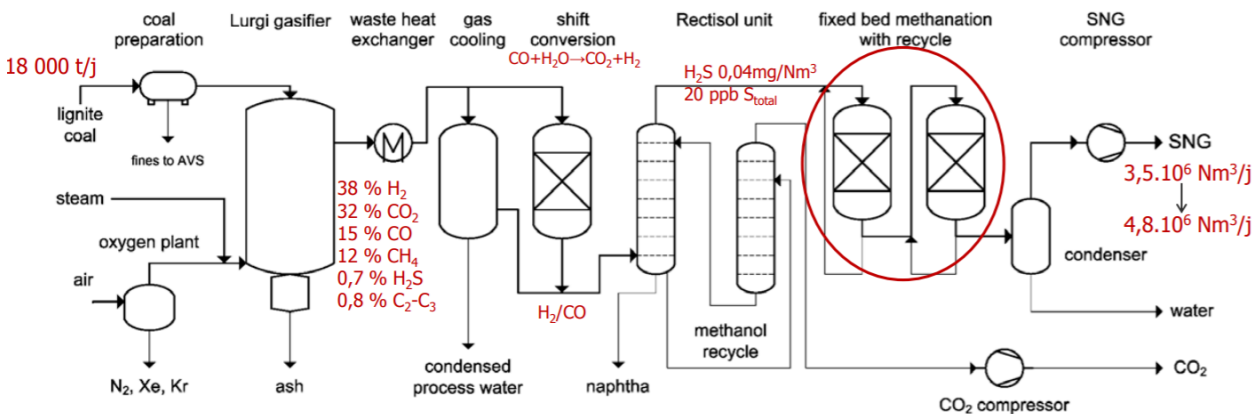 coal
preparation
Lurgi gasifier
waste heat
exchanger
gas
cooling
shift
conversion
CO+H₂O→CO₂+H₂
Rectisol unit
fixed bed methanation
with recycle
SNG
compressor
18 000 t/j
lignite
coal
fines to AVS
H₂S 0,04mg/Nm³
20 ppb S_total
M
SNG
3,5.10⁶ Nm³/j
4,8.10⁶ Nm³/j
steam
oxygen plant
air
38 % H₂
32 % CO₂
15 % CO
12 % CH₄
0,7 % H₂S
0,8 % C₂-C₃
condenser
H₂/CO
water
methanol
recycle
N₂, Xe, Kr
ash
condensed
process water
naphtha
CO₂
CO₂ compressor